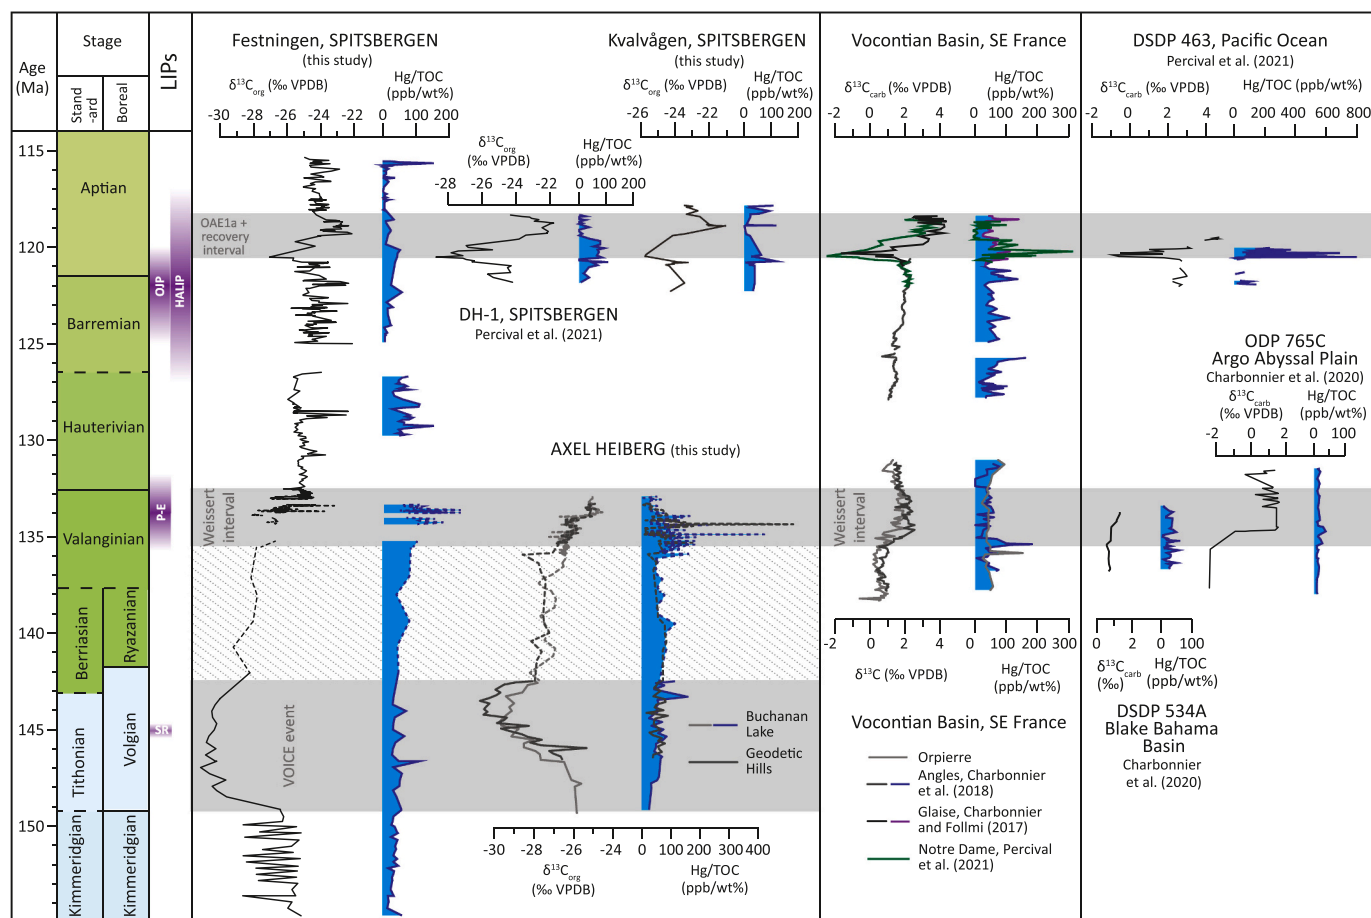 Age
(Ma)
Stage
Stand
-ard
Boreal
LIPs
Festningen, SPITSBERGEN
(this study)
δ¹³Corg (‰ VPDB)
Hg/TOC
(ppb/wt%)
-30 -28 -26 -24 -22
0 100 200
Kvalvågen, SPITSBERGEN
(this study)
δ¹³Corg (‰ VPDB)
Hg/TOC
(ppb/wt%)
-26 -24 -22
0 100 200
Vocontian Basin, SE France
δ¹³Ccarb (‰ VPDB)
Hg/TOC
(ppb/wt%)
-2 0 2 4
0 100 200 300
DSDP 463, Pacific Ocean
Percival et al. (2021)
δ¹³Ccarb (‰ VPDB)
Hg/TOC (ppb/wt%)
-2 0 2 4
0 200 400 600 800
115
120
125
130
135
140
145
150
Aptian
Barremian
Hauterivian
Valanginian
Berriasian
Ryazanian
Tithonian
Volgian
Kimmeridgian
Kimmeridgian
OJP
HALIP
P-E
SR
δ¹³Corg
(‰ VPDB)
Hg/TOC
(ppb/wt%)
-28 -26 -24 -22
0 100 200
OAE1a +
recovery
interval
DH-1, SPITSBERGEN
Percival et al. (2021)
AXEL HEIBERG (this study)
Weissert
interval
VOICE event
Buchanan
Lake
Geodetic
Hills
-30 -28 -26 -24
0 100 200 300 400
δ¹³Corg
(‰ VPDB)
Hg/TOC
(ppb/wt%)
Weissert
interval
-2 0 2 4
0 100 200 300
δ¹³C (‰ VPDB)
Hg/TOC
(ppb/wt%)
Vocontian Basin, SE France
Orpierre
Angles, Charbonnier
et al. (2018)
Glaise, Charbonnier
and Follmi (2017)
Notre Dame, Percival
et al. (2021)
ODP 765C
Argo Abyssal Plain
Charbonnier et al. (2020)
δ¹³Ccarb
(‰ VPDB)
Hg/TOC
(ppb/wt%)
-2 0 2
0 100
0 2
0 100
δ¹³Ccarb
(‰)
Hg/TOC
(ppb/wt%)
DSDP 534A
Blake Bahama
Basin
Charbonnier
et al. (2020)